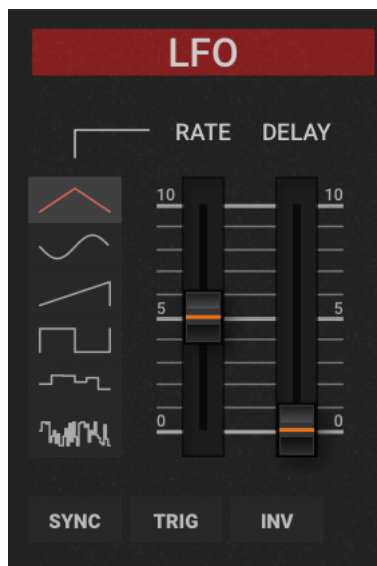 LFO
RATE DELAY
10 10
5 5
0 0
SYNC TRIG INV